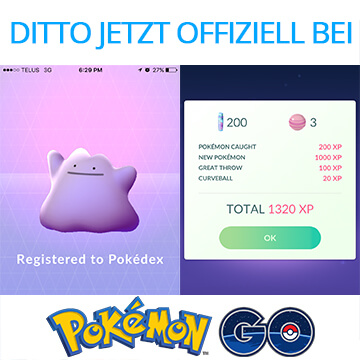 DITTO JETZT OFFIZIELL BEI
TELUS 3G 6:29 PM 27%
Registered to Pokédex
200 3
POKÉMON CAUGHT 200 XP
NEW POKÉMON 1000 XP
GREAT THROW 100 XP
CURVEBALL 20 XP
TOTAL 1320 XP
OK
POKÉMON GO
TM